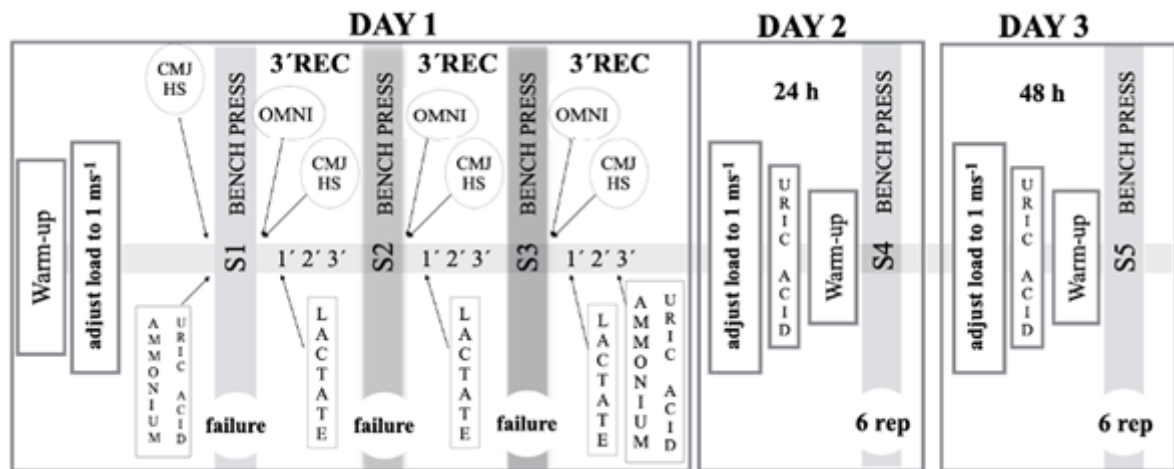 DAY 1
Warm-up
adjust load to 1 ms⁻¹
CMJ
HS
AMMONIUM
URIC ACID
S1 BENCH PRESS
failure
3´REC
OMNI
CMJ
HS
1´ 2´ 3´
LACTATE
S2 BENCH PRESS
failure
3´REC
OMNI
CMJ
HS
1´ 2´ 3´
LACTATE
S3 BENCH PRESS
failure
3´REC
OMNI
CMJ
HS
1´ 2´ 3´
LACTATE
AMMONIUM
URIC ACID
DAY 2
24 h
adjust load to 1 ms⁻¹
URIC ACID
Warm-up
S4 BENCH PRESS
6 rep
DAY 3
48 h
adjust load to 1 ms⁻¹
URIC ACID
Warm-up
S5 BENCH PRESS
6 rep